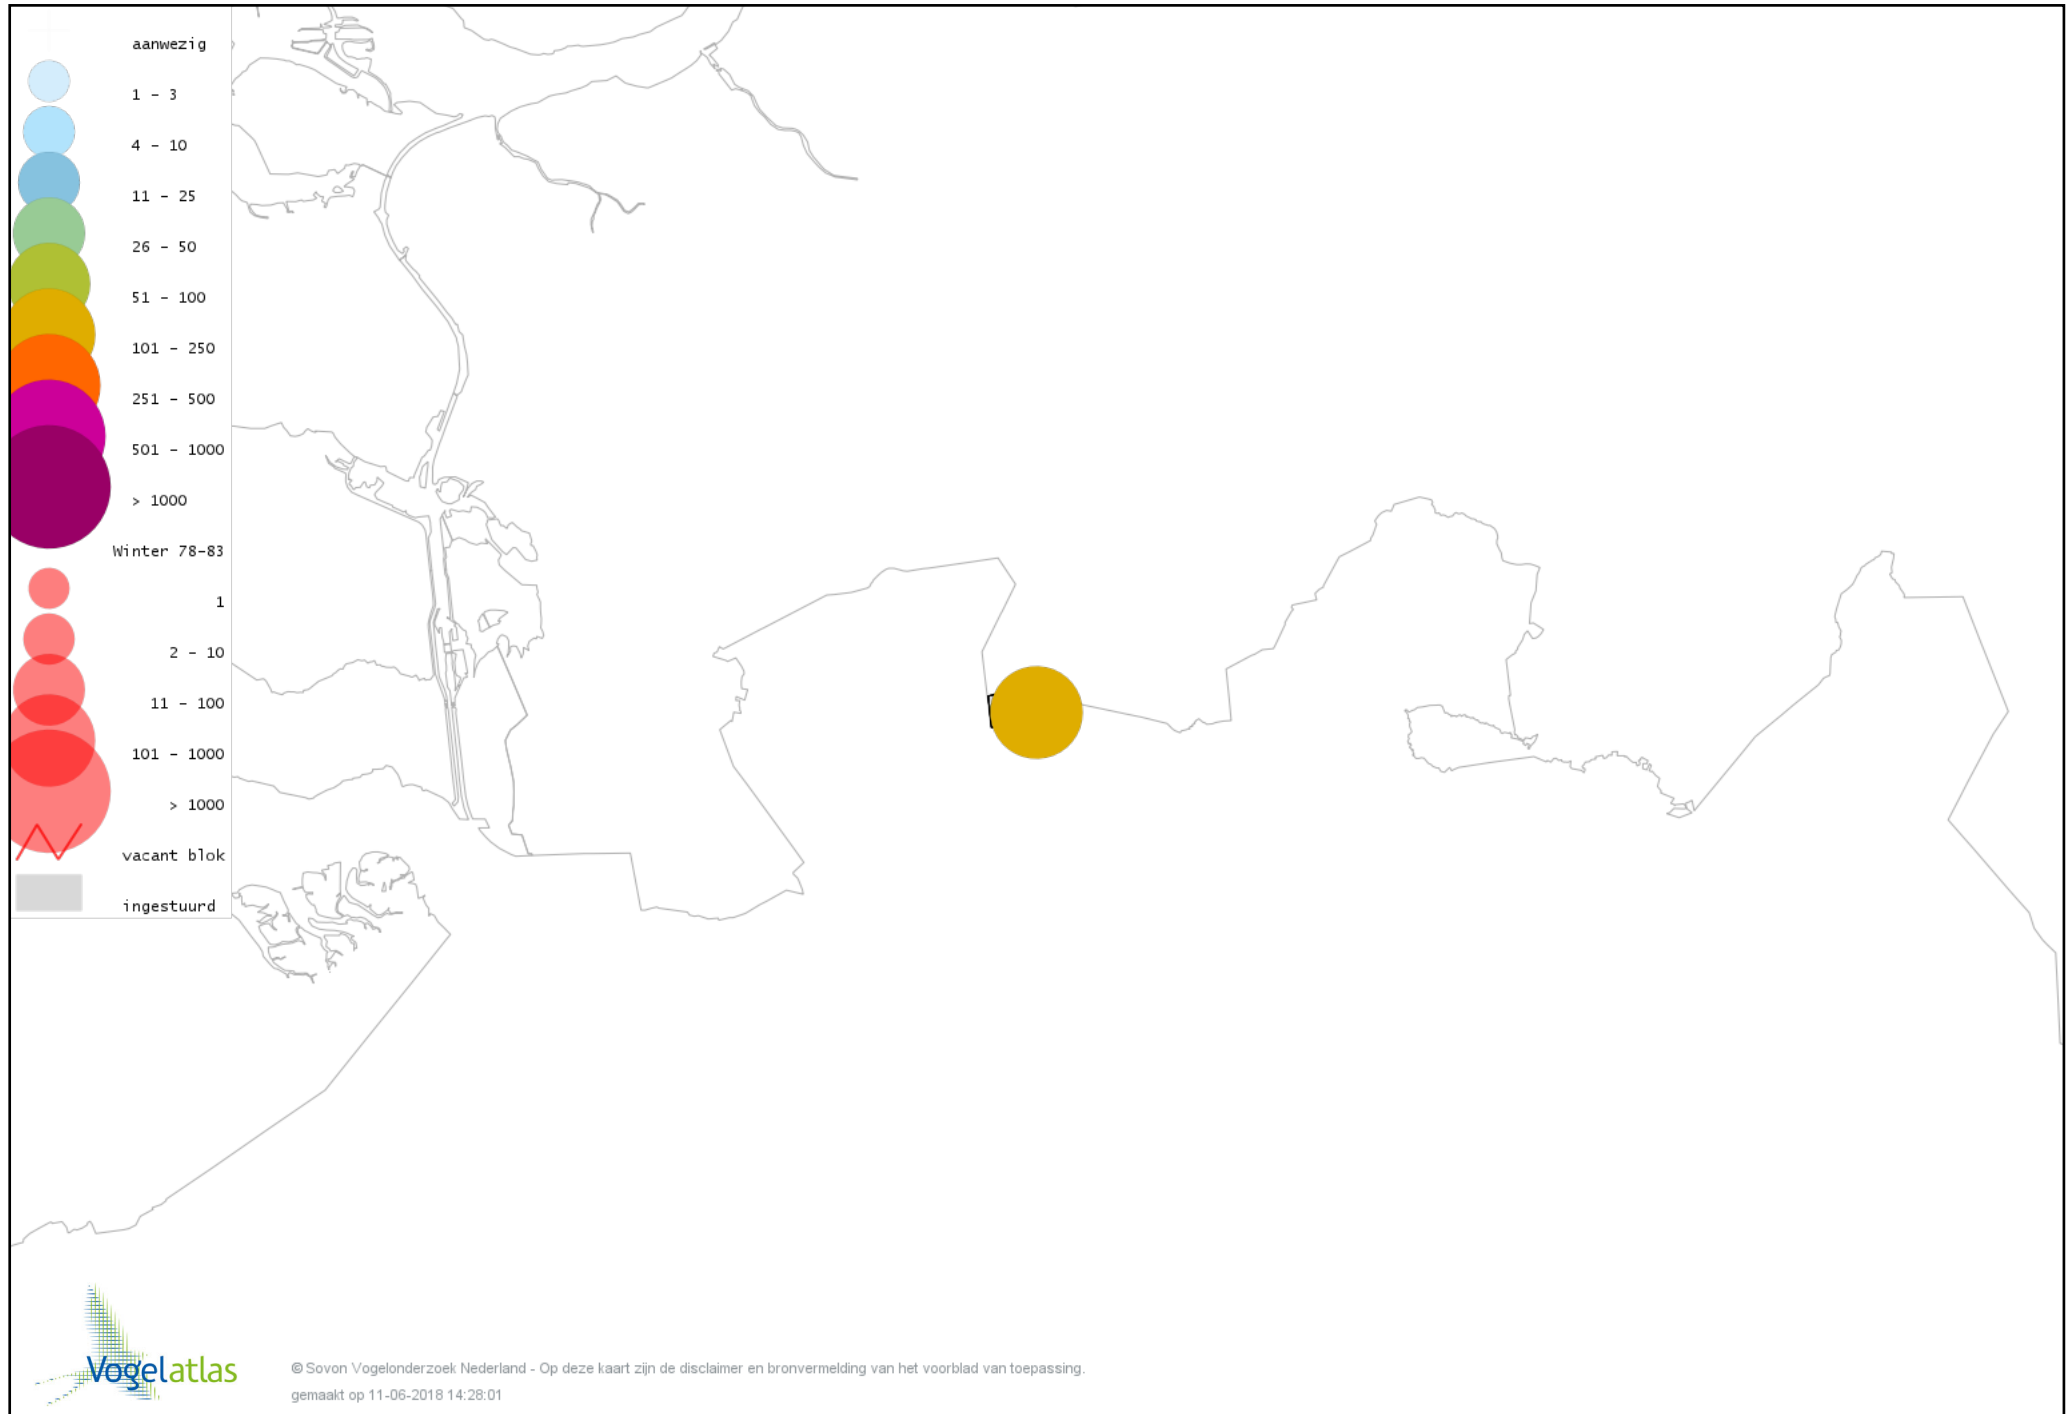 aanwezig
1 - 3
4 - 10
11 - 25
26 - 50
51 - 100
101 - 250
251 - 500
501 - 1000
> 1000
Winter 78-83
1
2 - 10
11 - 100
101 - 1000
> 1000
vacant blok
ingestuurd
Vogelatlas
© Sovon Vogelonderzoek Nederland - Op deze kaart zijn de disclaimer en bronvermelding van het voorblad van toepassing.
gemaakt op 11-06-2018 14:28:01